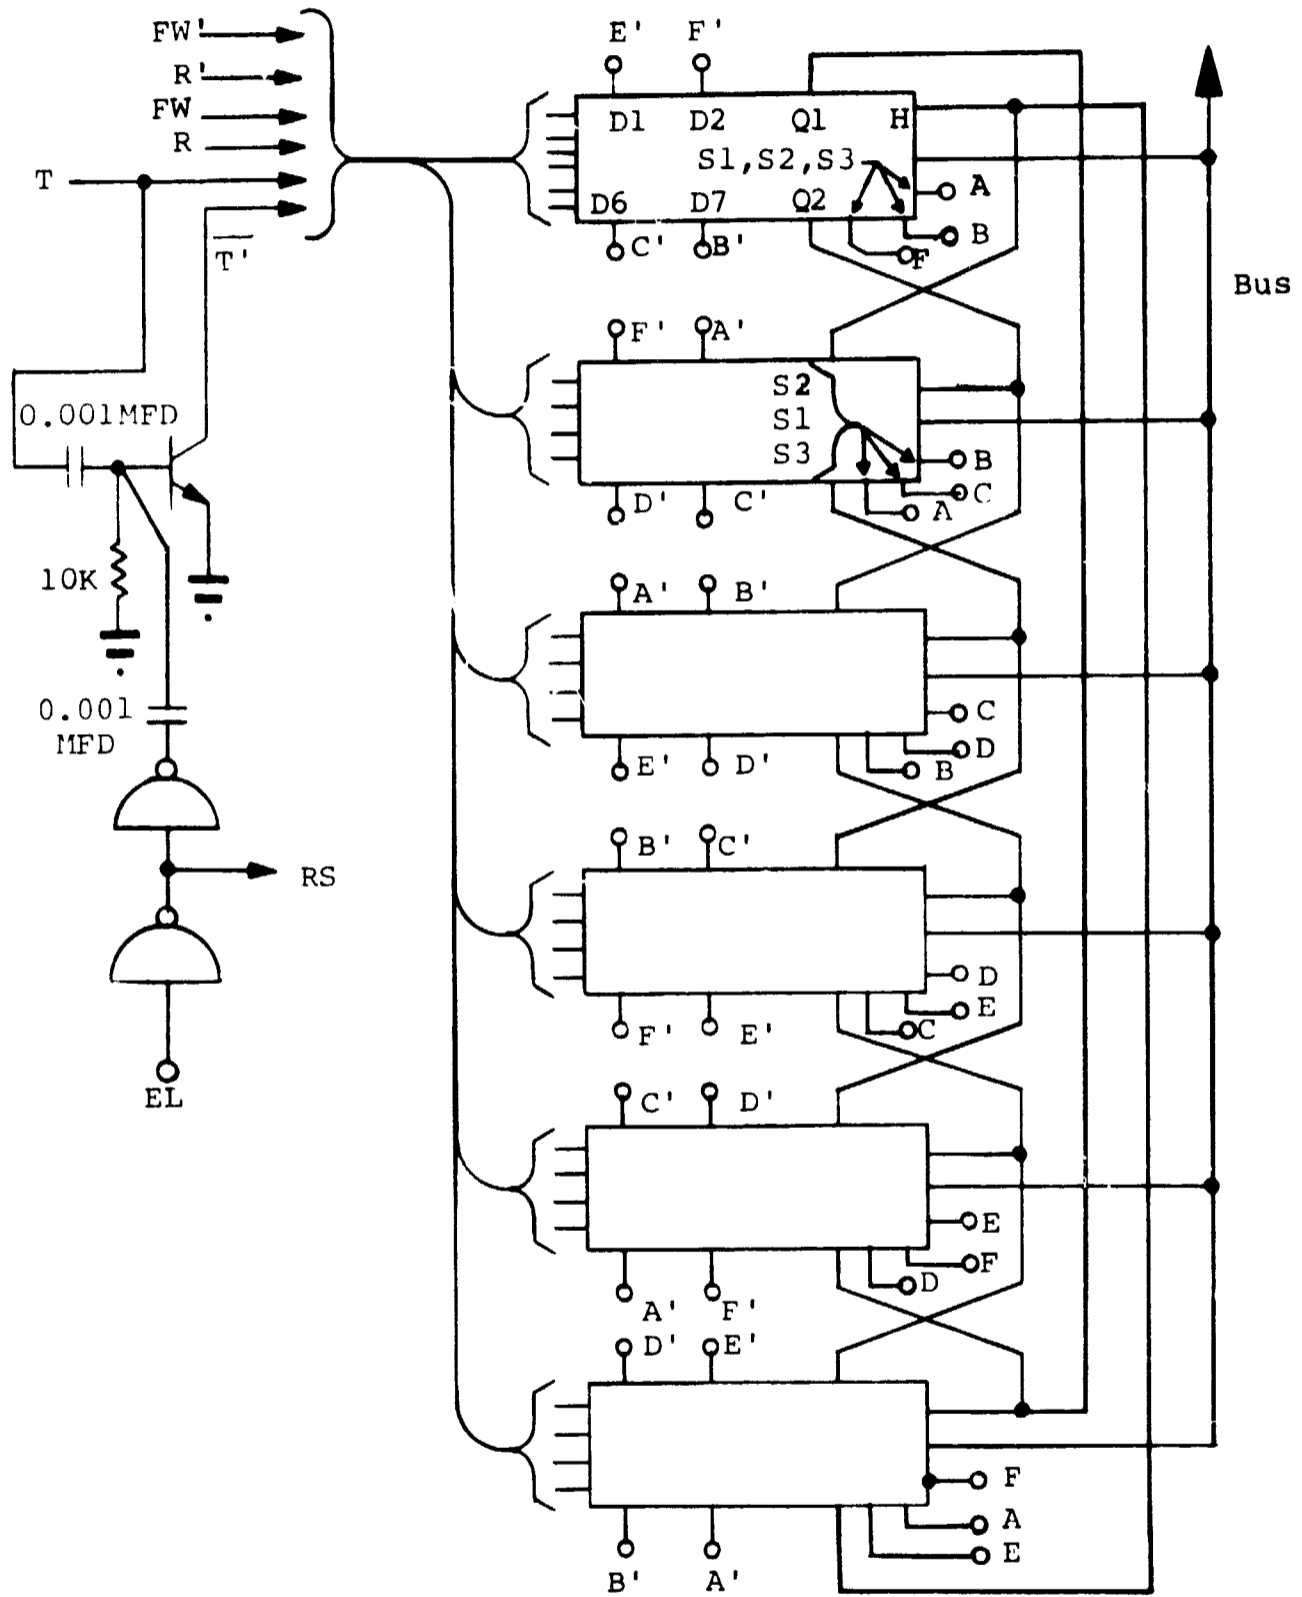 FW'
R'
FW
R
T
T'
E' F'
D1 D2 Q1 H
S1,S2,S3
D6 D7 Q2
A
B
F
C' B'
Bus
F' A'
S2
S1
S3
B
C
A
D' C'
0.001MFD
10K
0.001
MFD
RS
EL
A' B'
C
D
B
E' D'
B' C'
D
E
C
F' E'
C' D'
E
F
D
A' F'
D' E'
F
A
E
B' A'